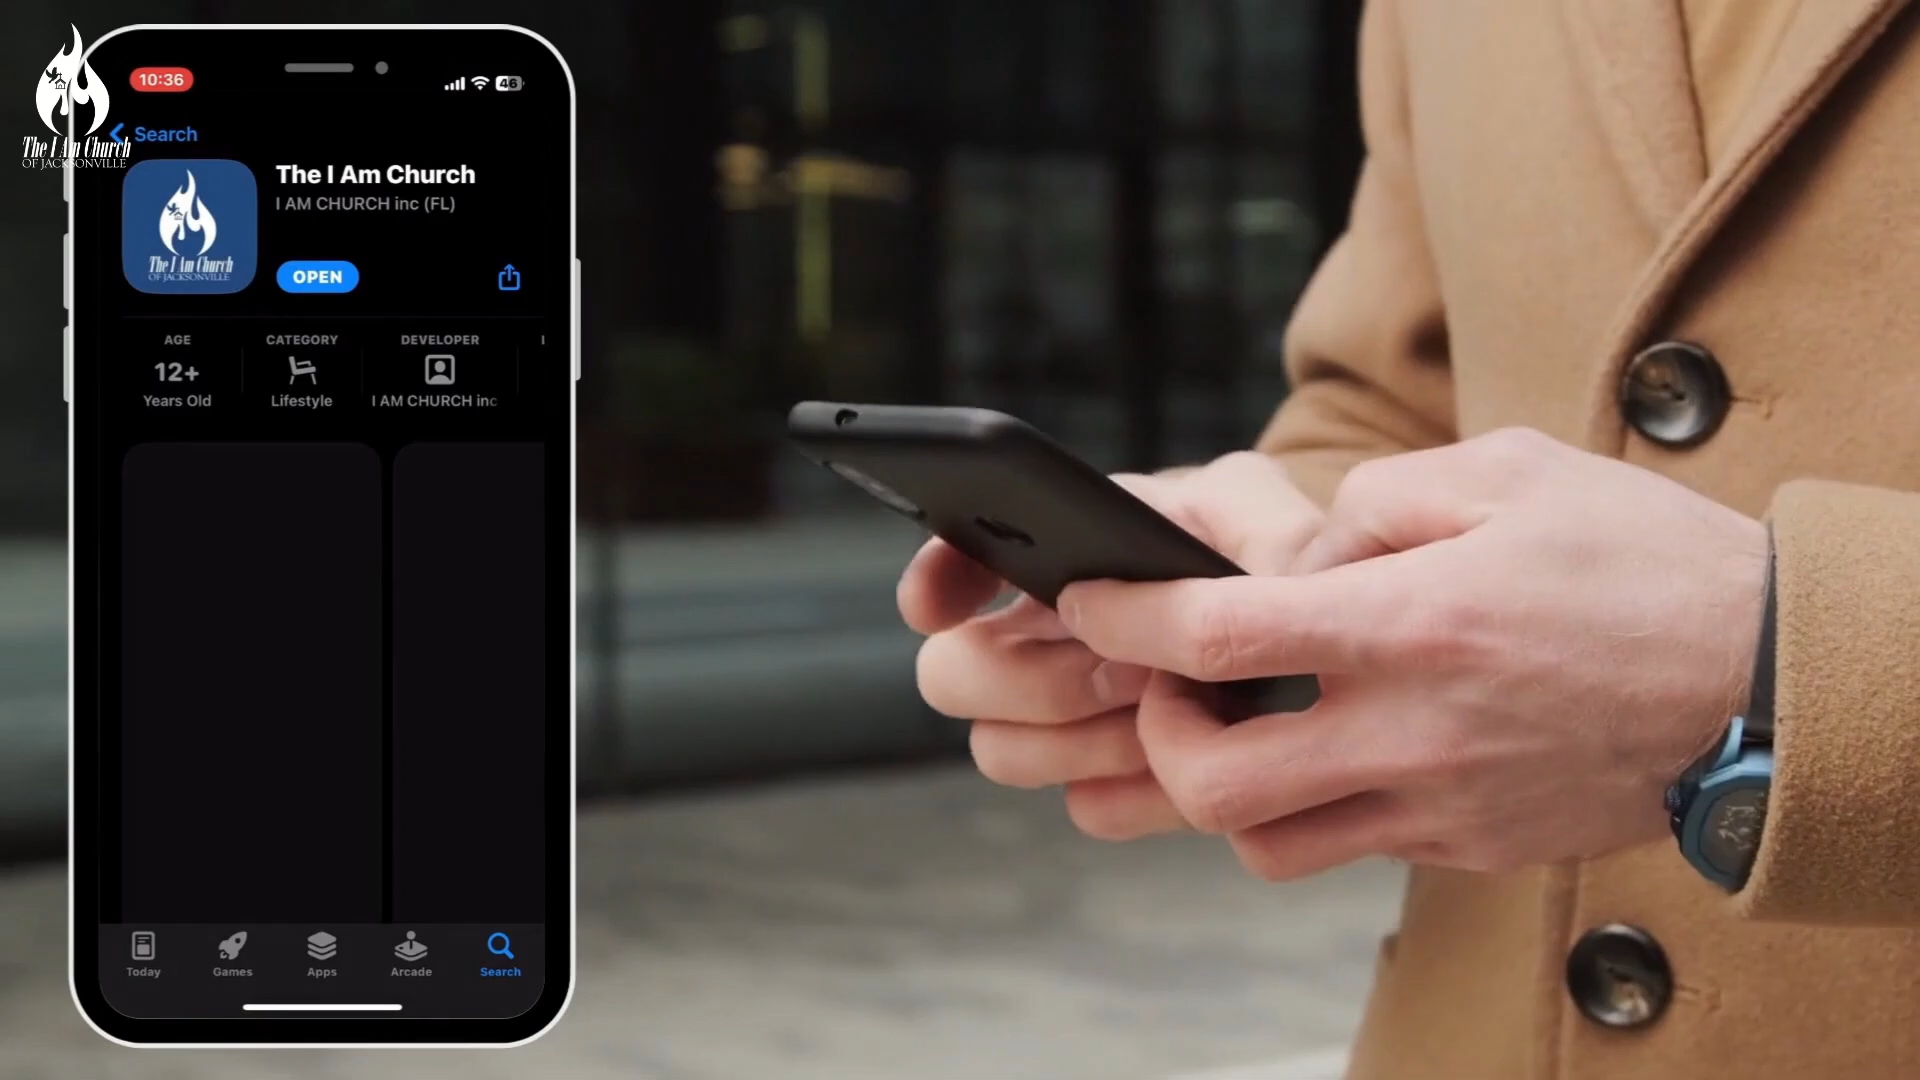 10:36
46
Search
The I Am Church
OF JACKSONVILLE
The I Am Church
I AM CHURCH inc (FL)
The I Am Church
OF JACKSONVILLE
OPEN
AGE
CATEGORY
DEVELOPER
12+
Years Old
Lifestyle
I AM CHURCH inc
Today
Games
Apps
Arcade
Search